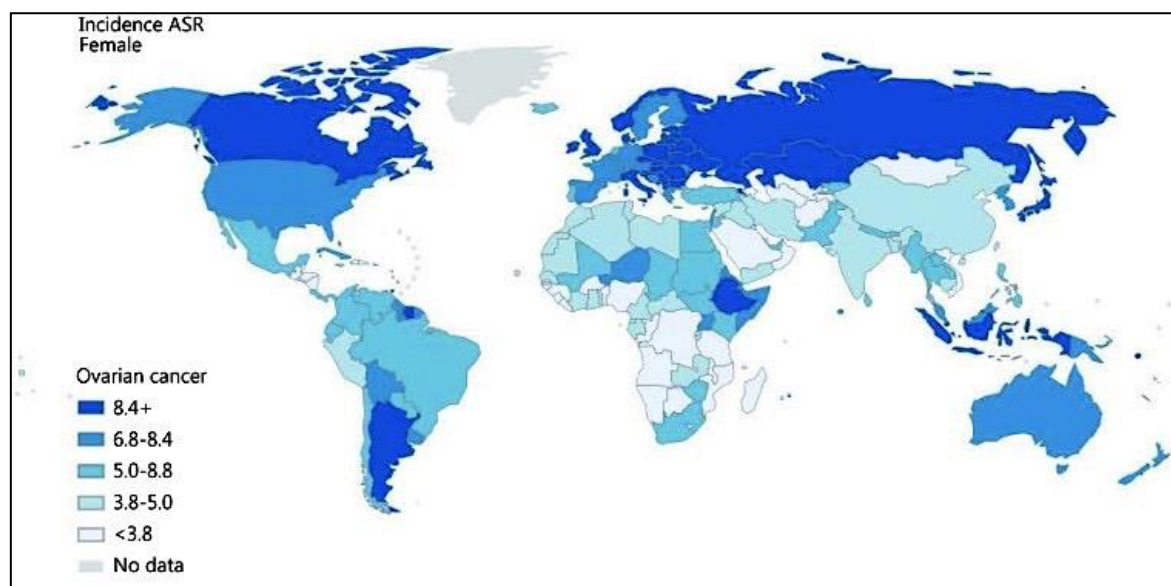 Incidence ASR
Female
Ovarian cancer
8.4+
6.8-8.4
5.0-8.8
3.8-5.0
<3.8
No data